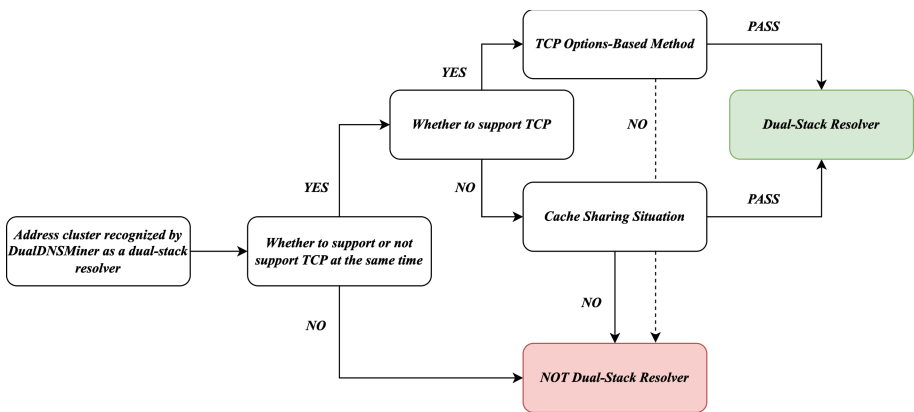 TCP Options-Based Method
PASS
YES
Whether to support TCP
NO
Dual-Stack Resolver
YES
NO
Cache Sharing Situation
PASS
Address cluster recognized by
DualDNSMiner as a dual-stack
resolver
Whether to support or not
support TCP at the same time
NO
NO
NOT Dual-Stack Resolver